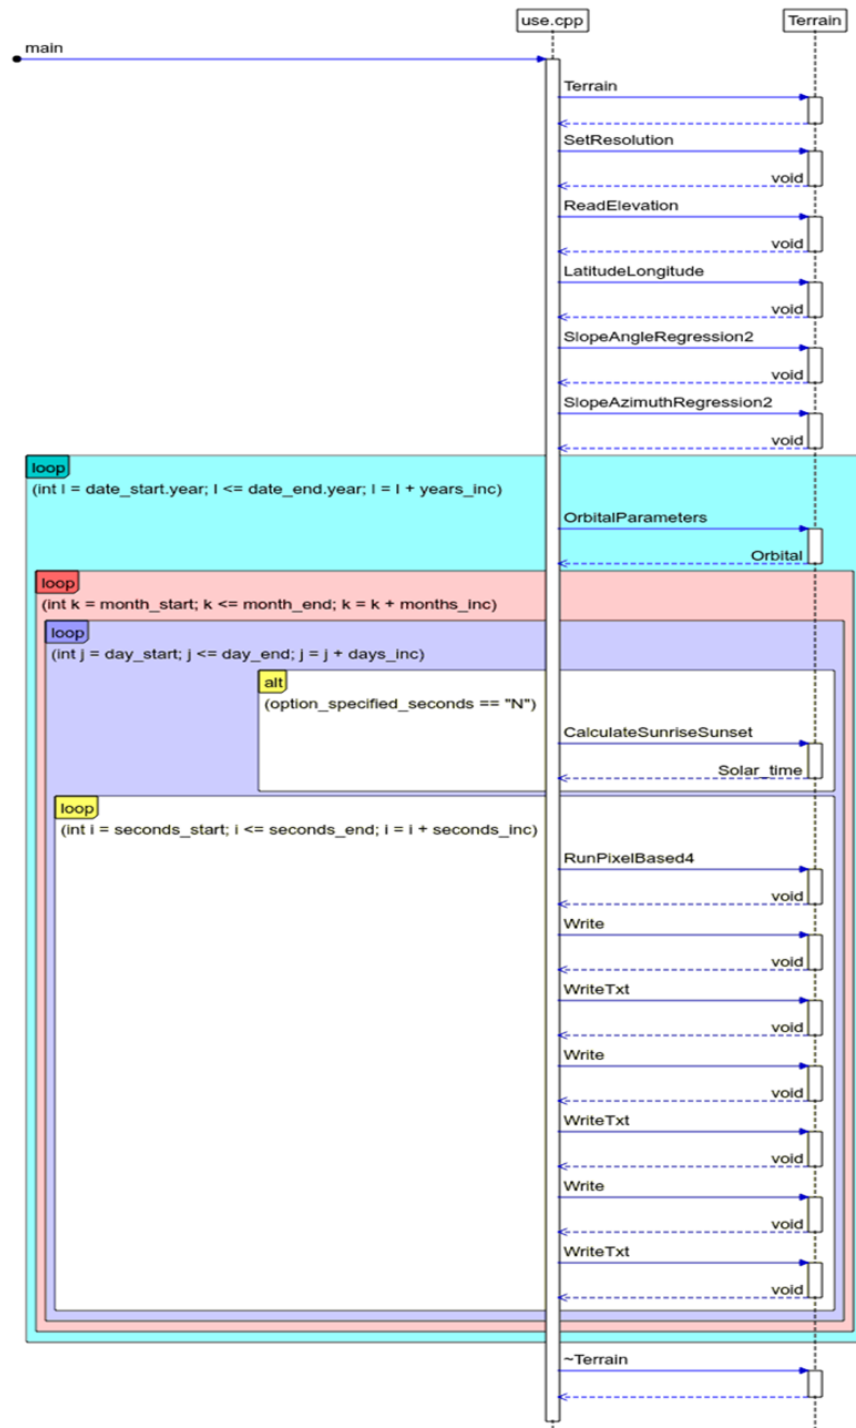 use.cpp
Terrain
main
Terrain
SetResolution
void
ReadElevation
void
LatitudeLongitude
void
SlopeAngleRegression2
void
SlopeAzimuthRegression2
void
loop
(int l = date_start.year; l <= date_end.year; l = l + years_inc)
OrbitalParameters
Orbital
loop
(int k = month_start; k <= month_end; k = k + months_inc)
loop
(int j = day_start; j <= day_end; j = j + days_inc)
alt
(option_specified_seconds == "N")
CalculateSunriseSunset
Solar_time
loop
(int i = seconds_start; i <= seconds_end; i = i + seconds_inc)
RunPixelBased4
void
Write
void
WriteTxt
void
Write
void
WriteTxt
void
Write
void
WriteTxt
void
~Terrain